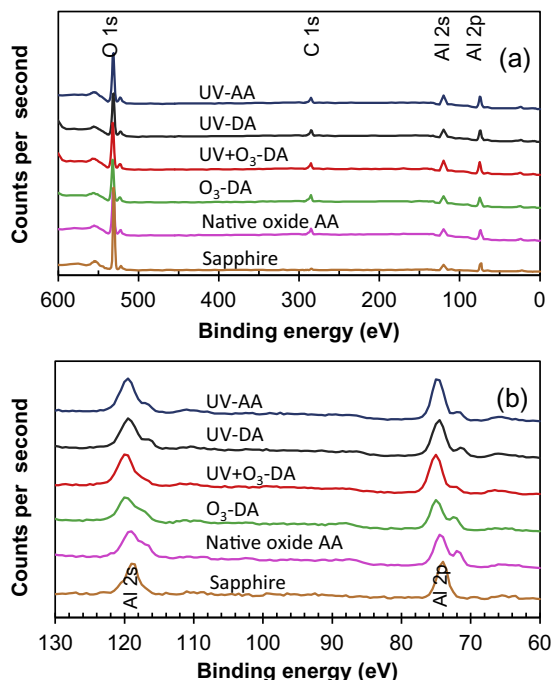 O 1s
C 1s
Al 2s
Al 2p
(a)
Counts per second
UV-AA
UV-DA
UV+O₃-DA
O₃-DA
Native oxide AA
Sapphire
600 500 400 300 200 100 0
Binding energy (eV)
(b)
Counts per second
UV-AA
UV-DA
UV+O₃-DA
O₃-DA
Native oxide AA
Sapphire
Al 2s
Al 2p
130 120 110 100 90 80 70 60
Binding energy (eV)